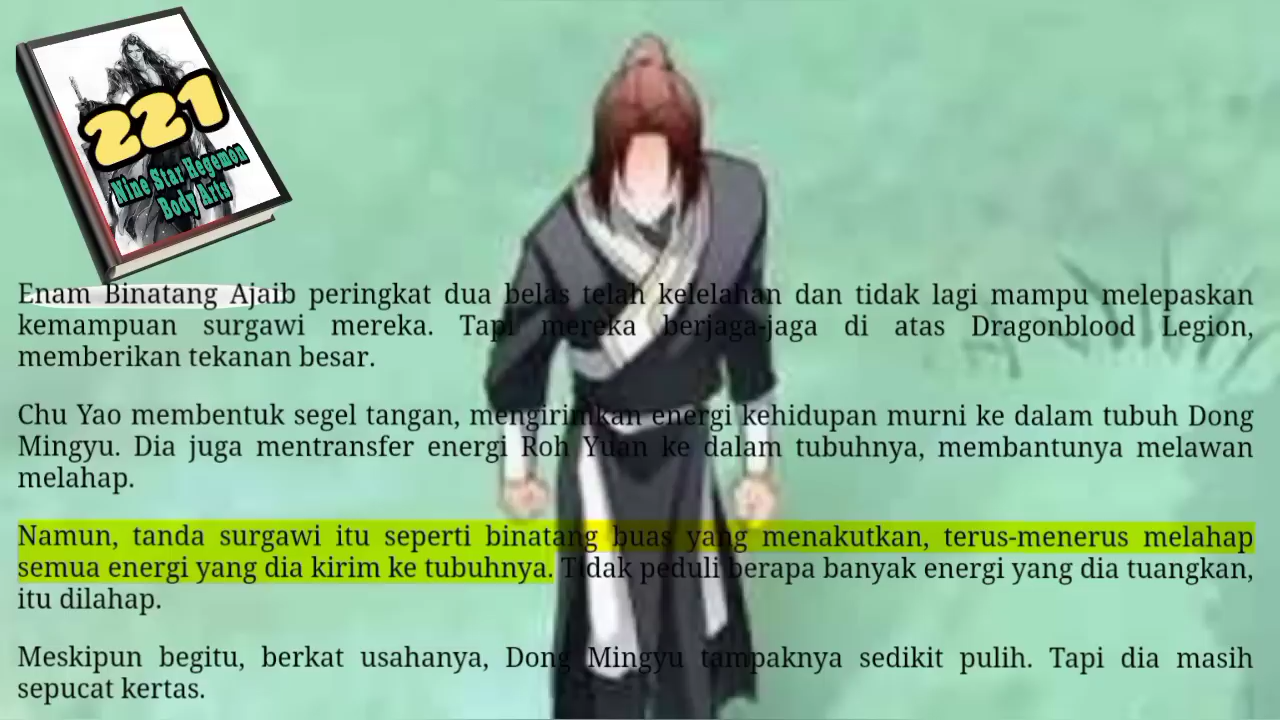 221
Nine Star Hegemon
Body Arts
Enam Binatang Ajaib peringkat dua belas telah kelelahan dan tidak lagi mampu melepaskan
kemampuan surgawi mereka. Tapi mereka berjaga-jaga di atas Dragonblood Legion,
memberikan tekanan besar.
Chu Yao membentuk segel tangan, mengirimkan energi kehidupan murni ke dalam tubuh Dong
Mingyu. Dia juga mentransfer energi Roh Yuan ke dalam tubuhnya, membantunya melawan
melahap.
Namun, tanda surgawi itu seperti binatang buas yang menakutkan, terus-menerus melahap
semua energi yang dia kirim ke tubuhnya. Tidak peduli berapa banyak energi yang dia tuangkan,
itu dilahap.
Meskipun begitu, berkat usahanya, Dong Mingyu tampaknya sedikit pulih. Tapi dia masih
sepucat kertas.